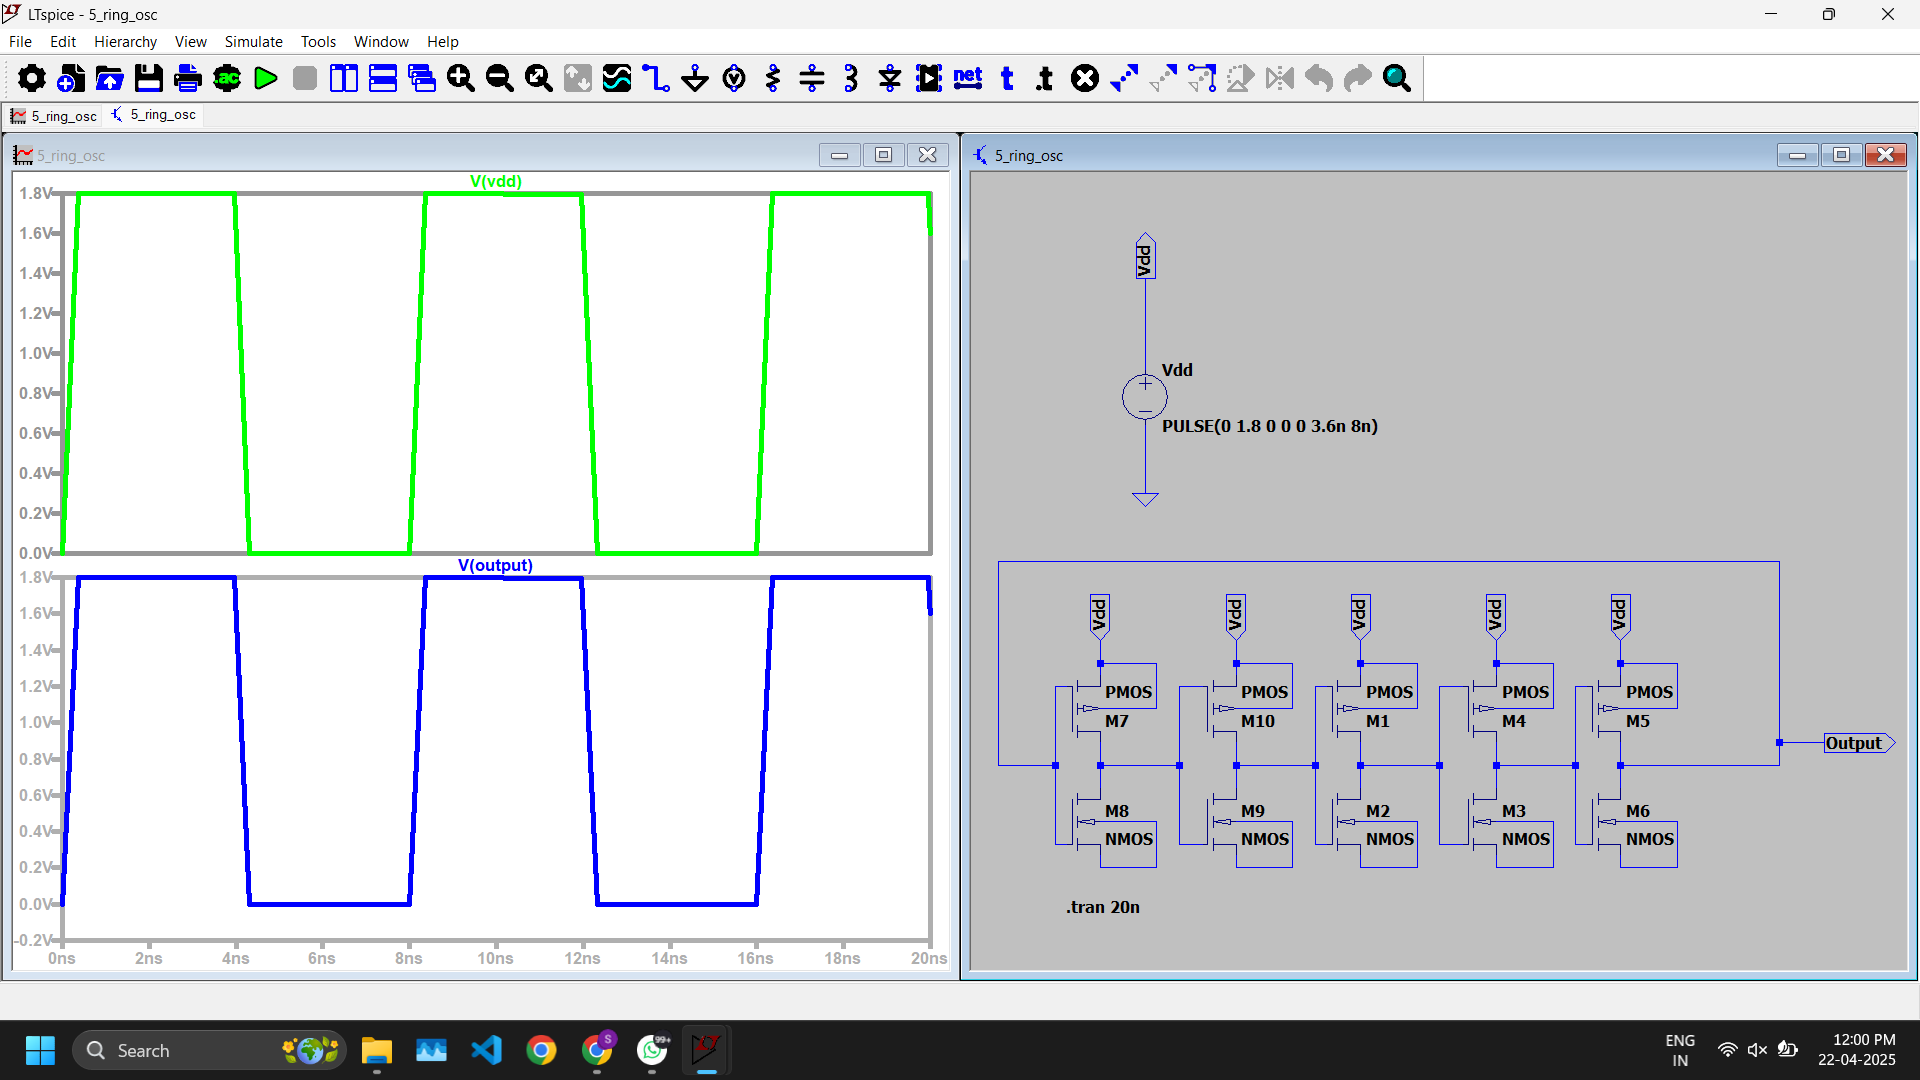 LTspice - 5_ring_osc
File Edit Hierarchy View Simulate Tools Window Help
.ac net t .t
5_ring_osc 5_ring_osc
5_ring_osc
V(vdd)
1.8V
1.6V
1.4V
1.2V
1.0V
0.8V
0.6V
0.4V
0.2V
0.0V
V(output)
1.8V
1.6V
1.4V
1.2V
1.0V
0.8V
0.6V
0.4V
0.2V
0.0V
-0.2V
0ns 2ns 4ns 6ns 8ns 10ns 12ns 14ns 16ns 18ns 20ns
5_ring_osc
Vdd
Vdd
PULSE(0 1.8 0 0 0 3.6n 8n)
Vdd Vdd Vdd Vdd Vdd
PMOS PMOS PMOS PMOS PMOS
M7 M10 M1 M4 M5
Output
M8 M9 M2 M3 M6
NMOS NMOS NMOS NMOS NMOS
.tran 20n
Search
S
99+
ENG
IN
12:00 PM
22-04-2025